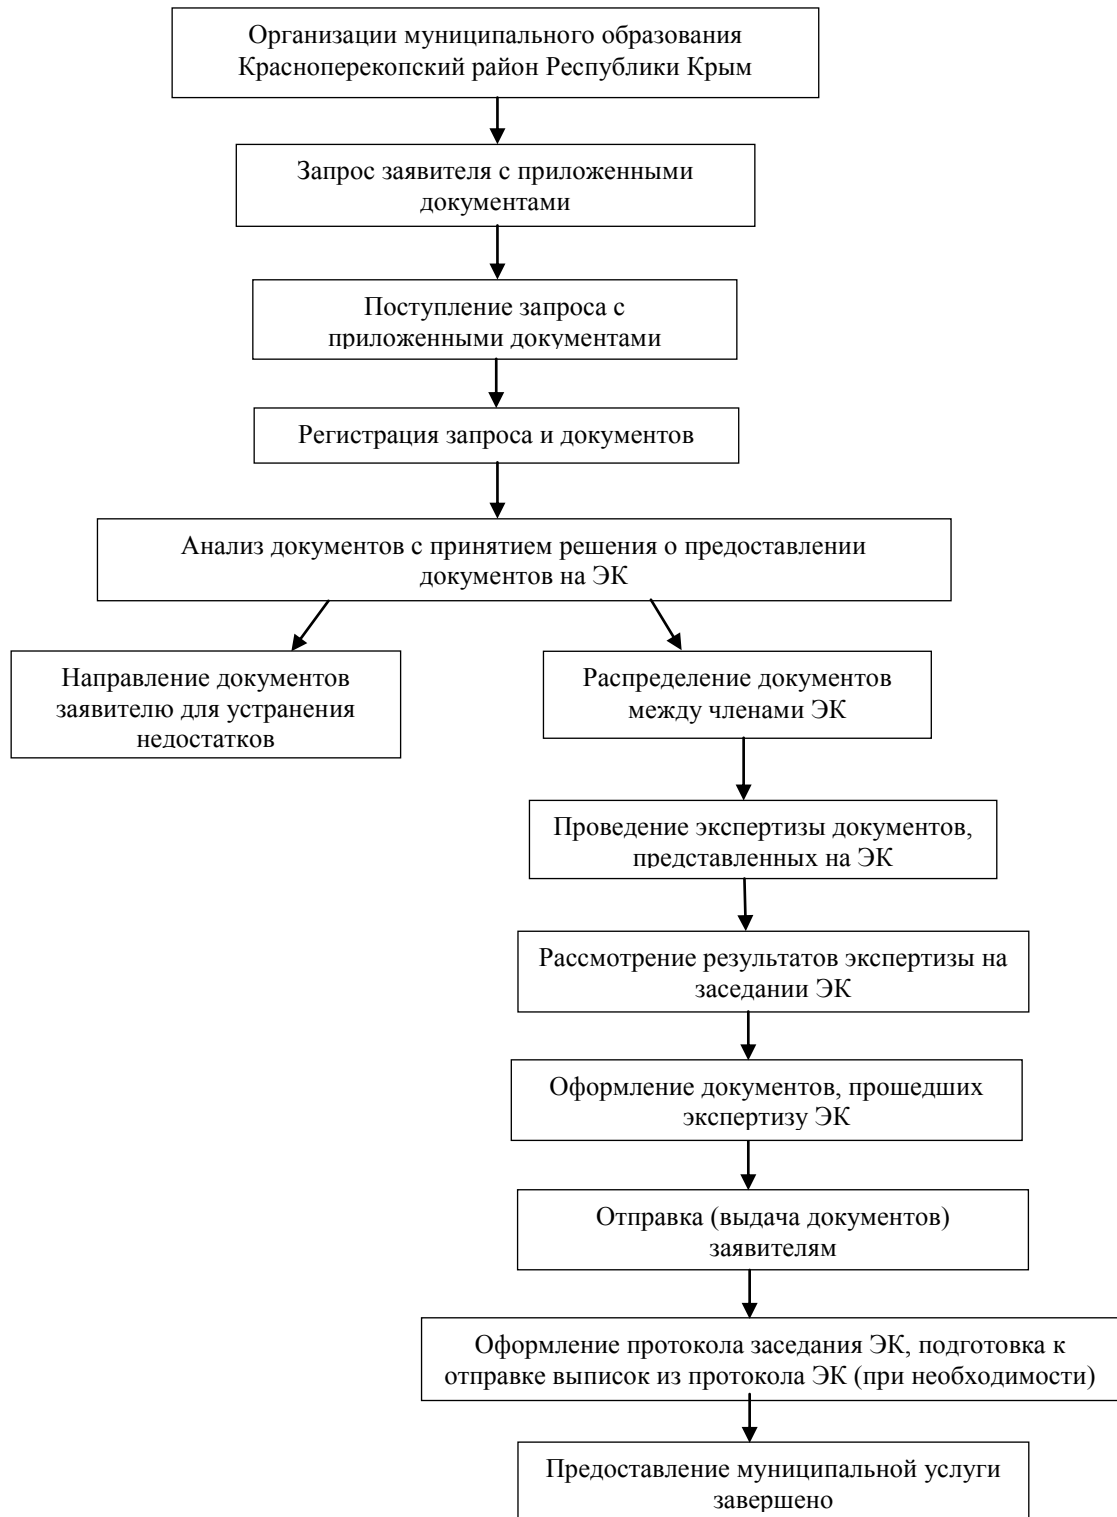 Организации муниципального образования
Красноперекопский район Республики Крым
Запрос заявителя с приложенными
документами
Поступление запроса с
приложенными документами
Регистрация запроса и документов
Анализ документов с принятием решения о предоставлении
документов на ЭК
Направление документов
заявителю для устранения
недостатков
Распределение документов
между членами ЭК
Проведение экспертизы документов,
представленных на ЭК
Рассмотрение результатов экспертизы на
заседании ЭК
Оформление документов, прошедших
экспертизу ЭК
Отправка (выдача документов)
заявителям
Оформление протокола заседания ЭК, подготовка к
отправке выписок из протокола ЭК (при необходимости)
Предоставление муниципальной услуги
завершено